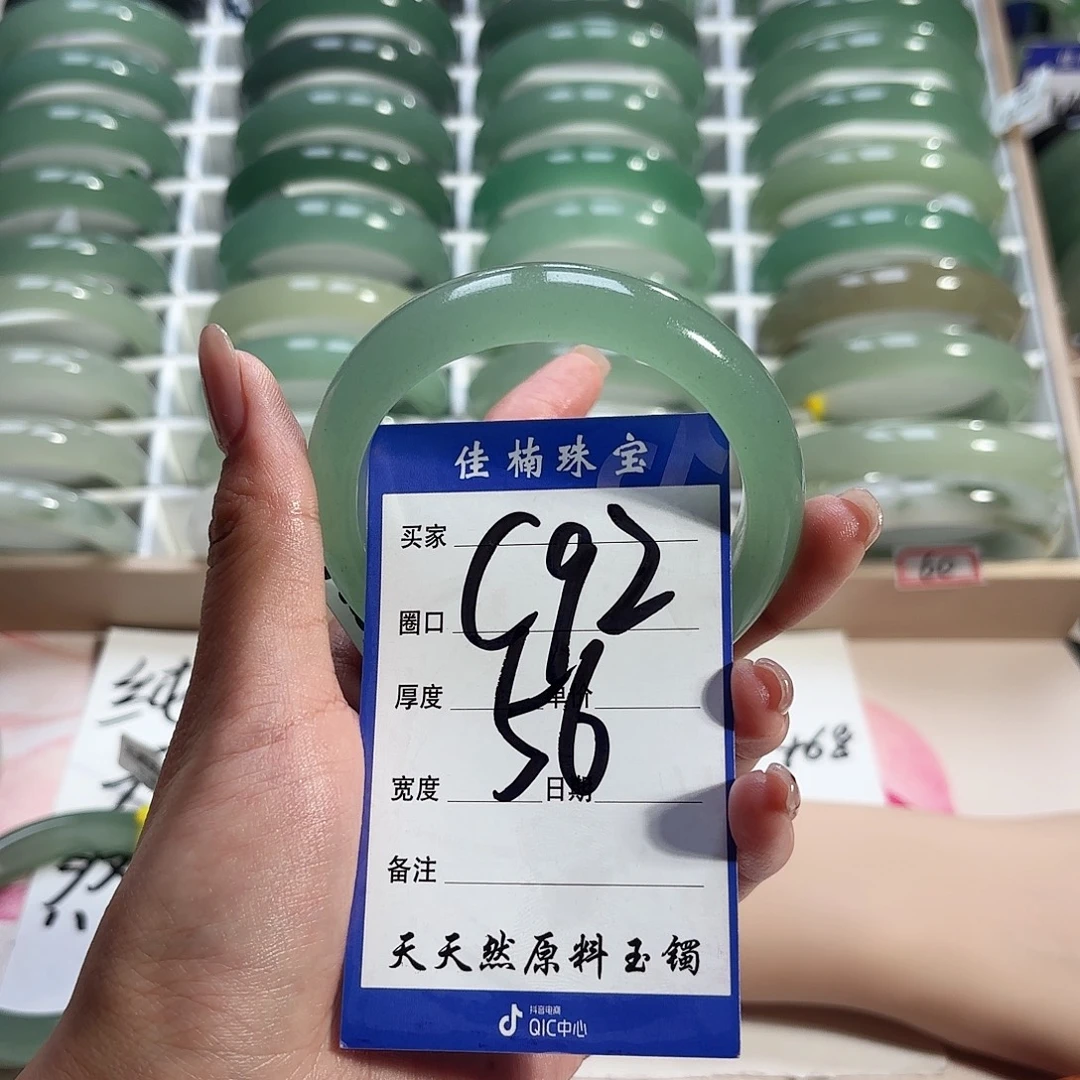 佳楠珠宝
买家
C92
圈口
厚度 单价
56
宽度 日期
备注
天天然原料玉镯
抖音电商
QIC中心
60
纯